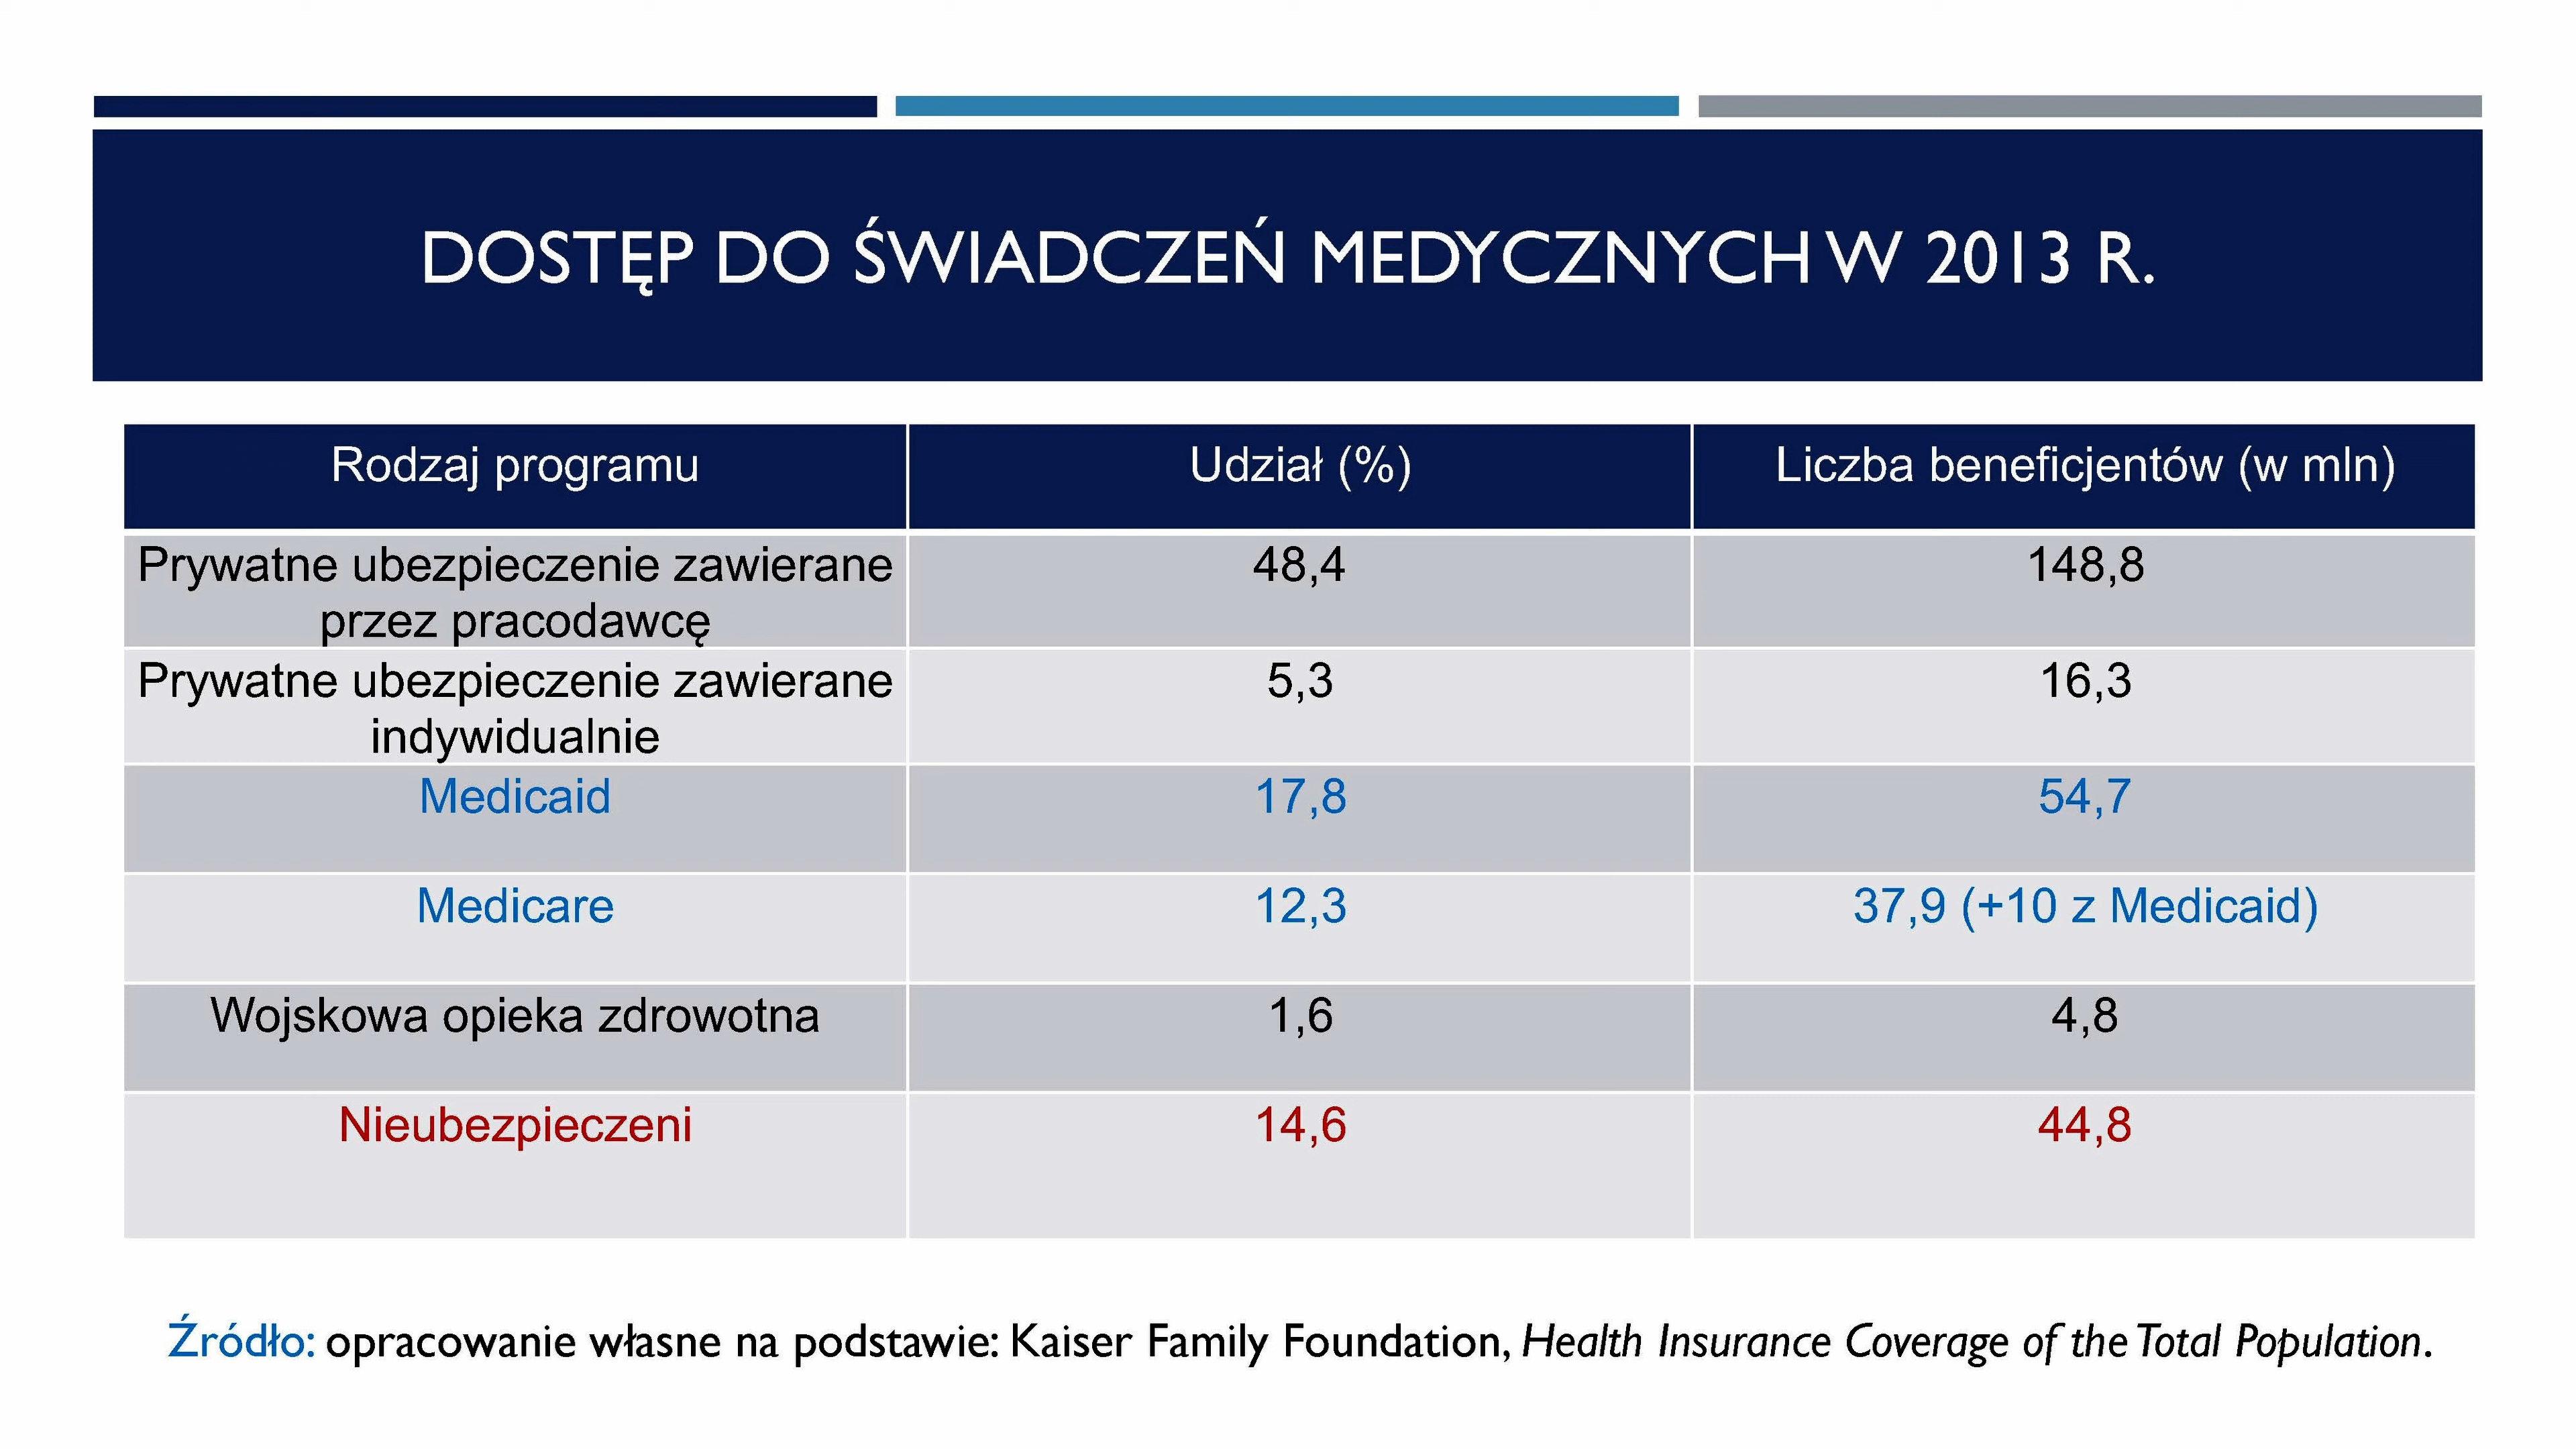 DOSTĘP DO ŚWIADCZEŃ MEDYCZNYCH W 2013 R.
Rodzaj programu Udział (%) Liczba beneficjentów (w mln)
Prywatne ubezpieczenie zawierane 48,4 148,8
przez pracodawcę
Prywatne ubezpieczenie zawierane 5,3 16,3
indywidualnie
Medicaid 17,8 54,7
Medicare 12,3 37,9 (+10 z Medicaid)
Wojskowa opieka zdrowotna 1,6 4,8
Nieubezpieczeni 14,6 44,8
Źródło: opracowanie własne na podstawie: Kaiser Family Foundation, Health Insurance Coverage of the Total Population.